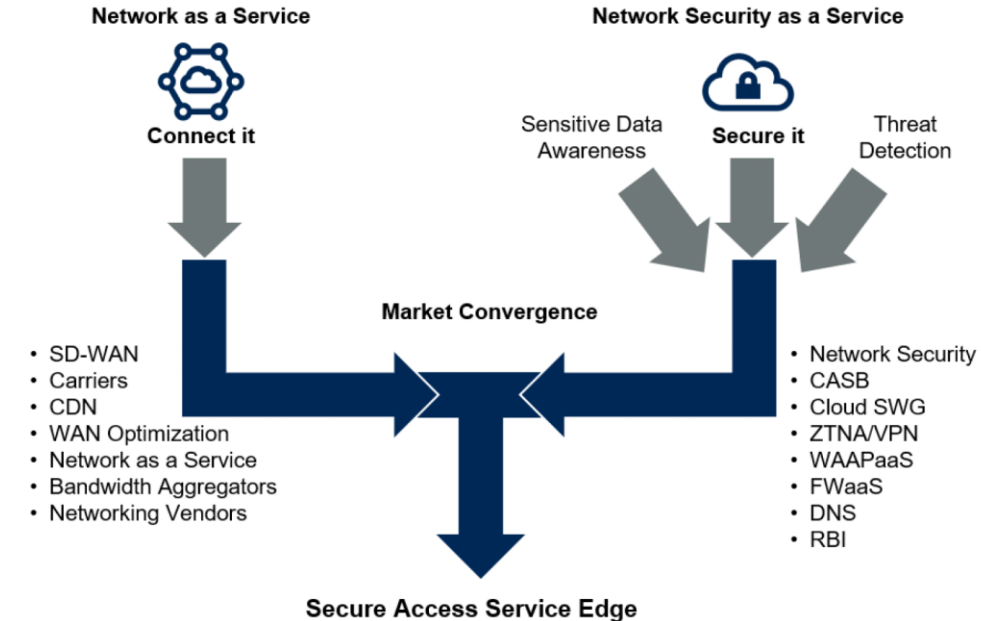 Network as a Service
Network Security as a Service
Connect it
Sensitive Data
Awareness
Secure it
Threat
Detection
Market Convergence
• SD-WAN
• Carriers
• CDN
• WAN Optimization
• Network as a Service
• Bandwidth Aggregators
• Networking Vendors
• Network Security
• CASB
• Cloud SWG
• ZTNA/VPN
• WAAPaaS
• FWaaS
• DNS
• RBI
Secure Access Service Edge